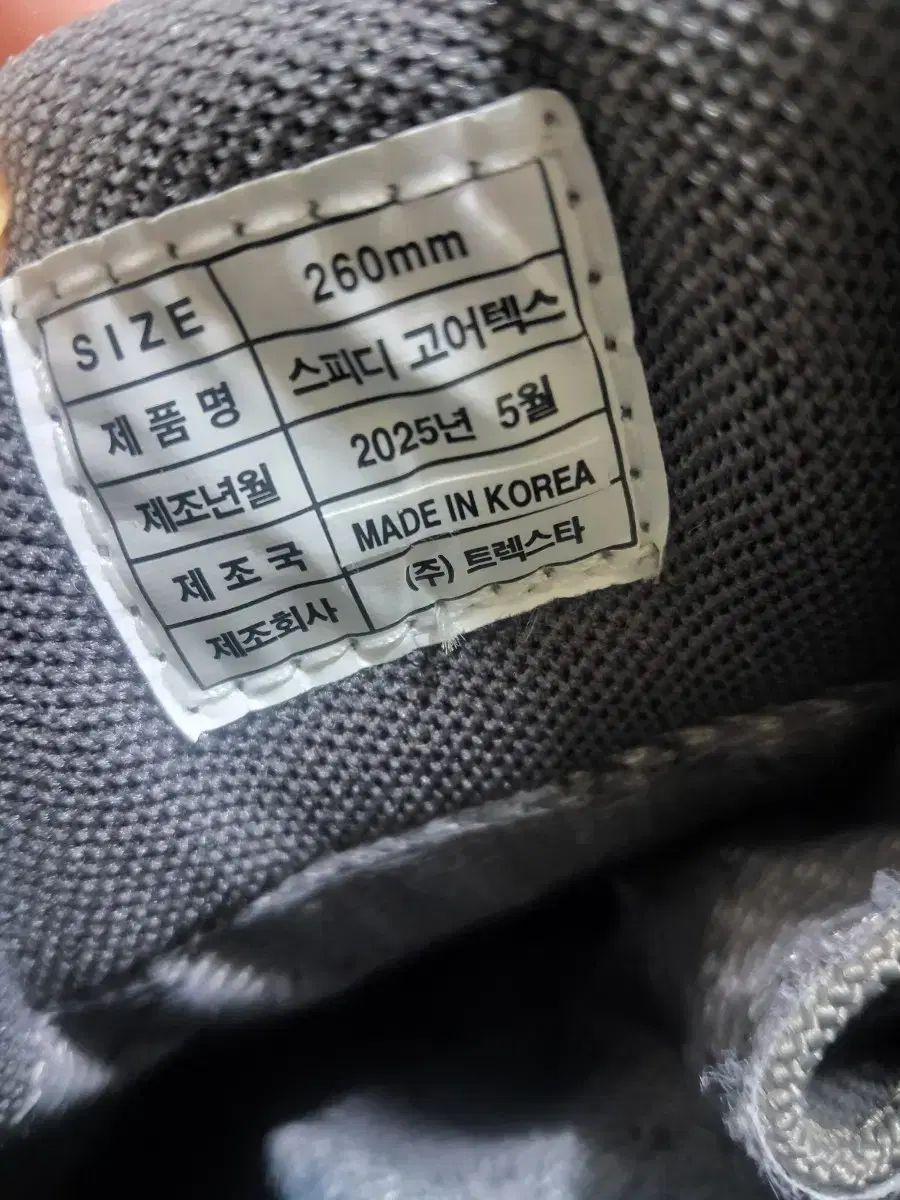 SIZE 260mm
제품명 스피디 고어텍스
제조년월 2025년 5월
제조국 MADE IN KOREA
제조회사 (주) 트렉스타